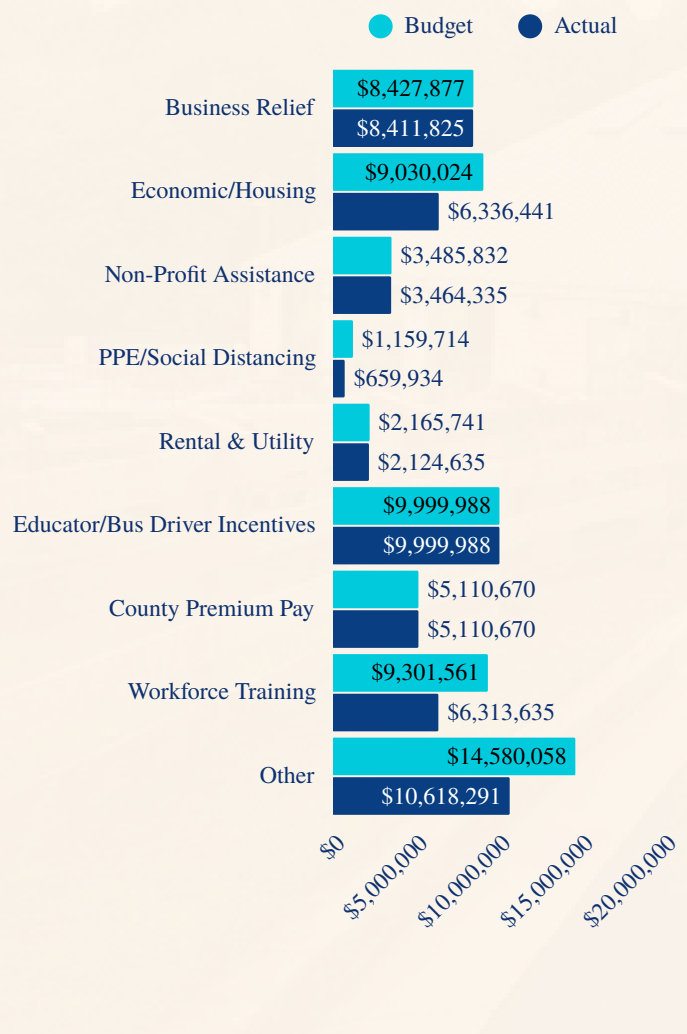 Budget Actual
Business Relief
$8,427,877
$8,411,825
Economic/Housing
$9,030,024
$6,336,441
Non-Profit Assistance
$3,485,832
$3,464,335
PPE/Social Distancing
$1,159,714
$659,934
Rental & Utility
$2,165,741
$2,124,635
Educator/Bus Driver Incentives
$9,999,988
$9,999,988
County Premium Pay
$5,110,670
$5,110,670
Workforce Training
$9,301,561
$6,313,635
Other
$14,580,058
$10,618,291
$0
$5,000,000
$10,000,000
$15,000,000
$20,000,000